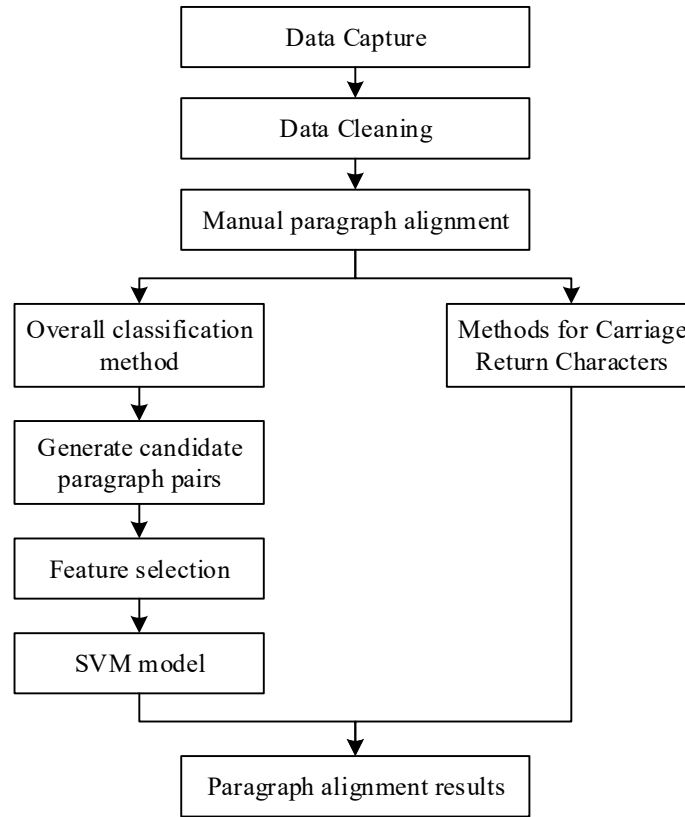 Data Capture
Data Cleaning
Manual paragraph alignment
Overall classification
method
Methods for Carriage
Return Characters
Generate candidate
paragraph pairs
Feature selection
SVM model
Paragraph alignment results